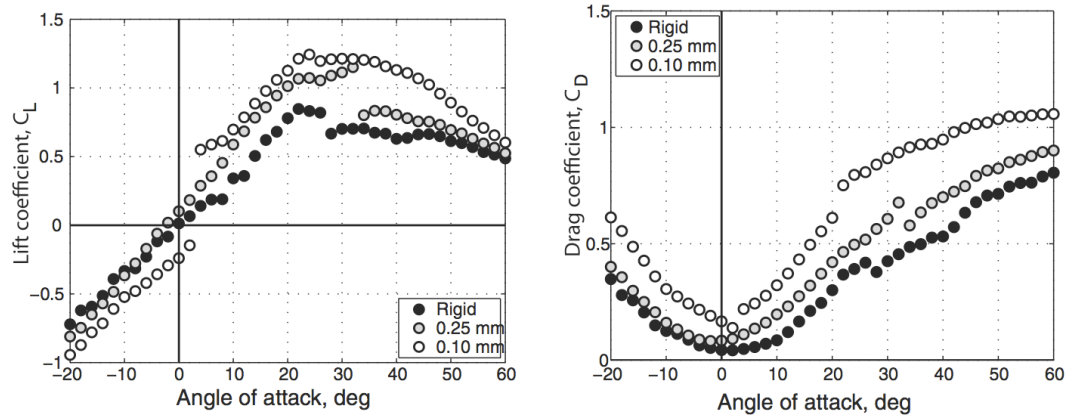 1.5
1
0.5
0
−0.5
−1
−20
−10
0
10
20
30
40
50
60
Lift coefficient, C_L
Angle of attack, deg
Rigid
0.25 mm
0.10 mm
1.5
1
0.5
0
−20
−10
0
10
20
30
40
50
60
Drag coefficient, C_D
Angle of attack, deg
Rigid
0.25 mm
0.10 mm